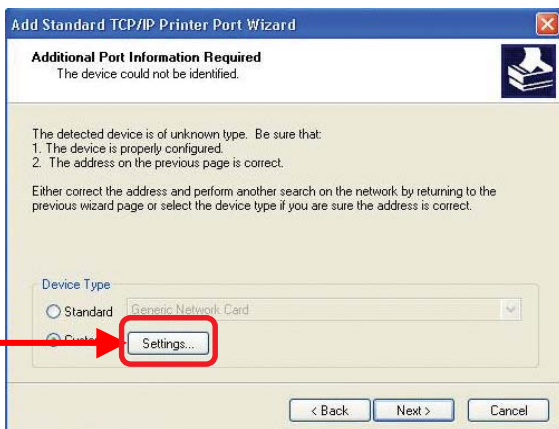 Add Standard TCP/IP Printer Port Wizard
Additional Port Information Required
The device could not be identified.
The detected device is of unknown type. Be sure that:
1. The device is properly configured.
2. The address on the previous page is correct.
Either correct the address and perform another search on the network by returning to the
previous wizard page or select the device type if you are sure the address is correct.
Device Type
Standard
Generic Network Card
Settings...
< Back
Next >
Cancel